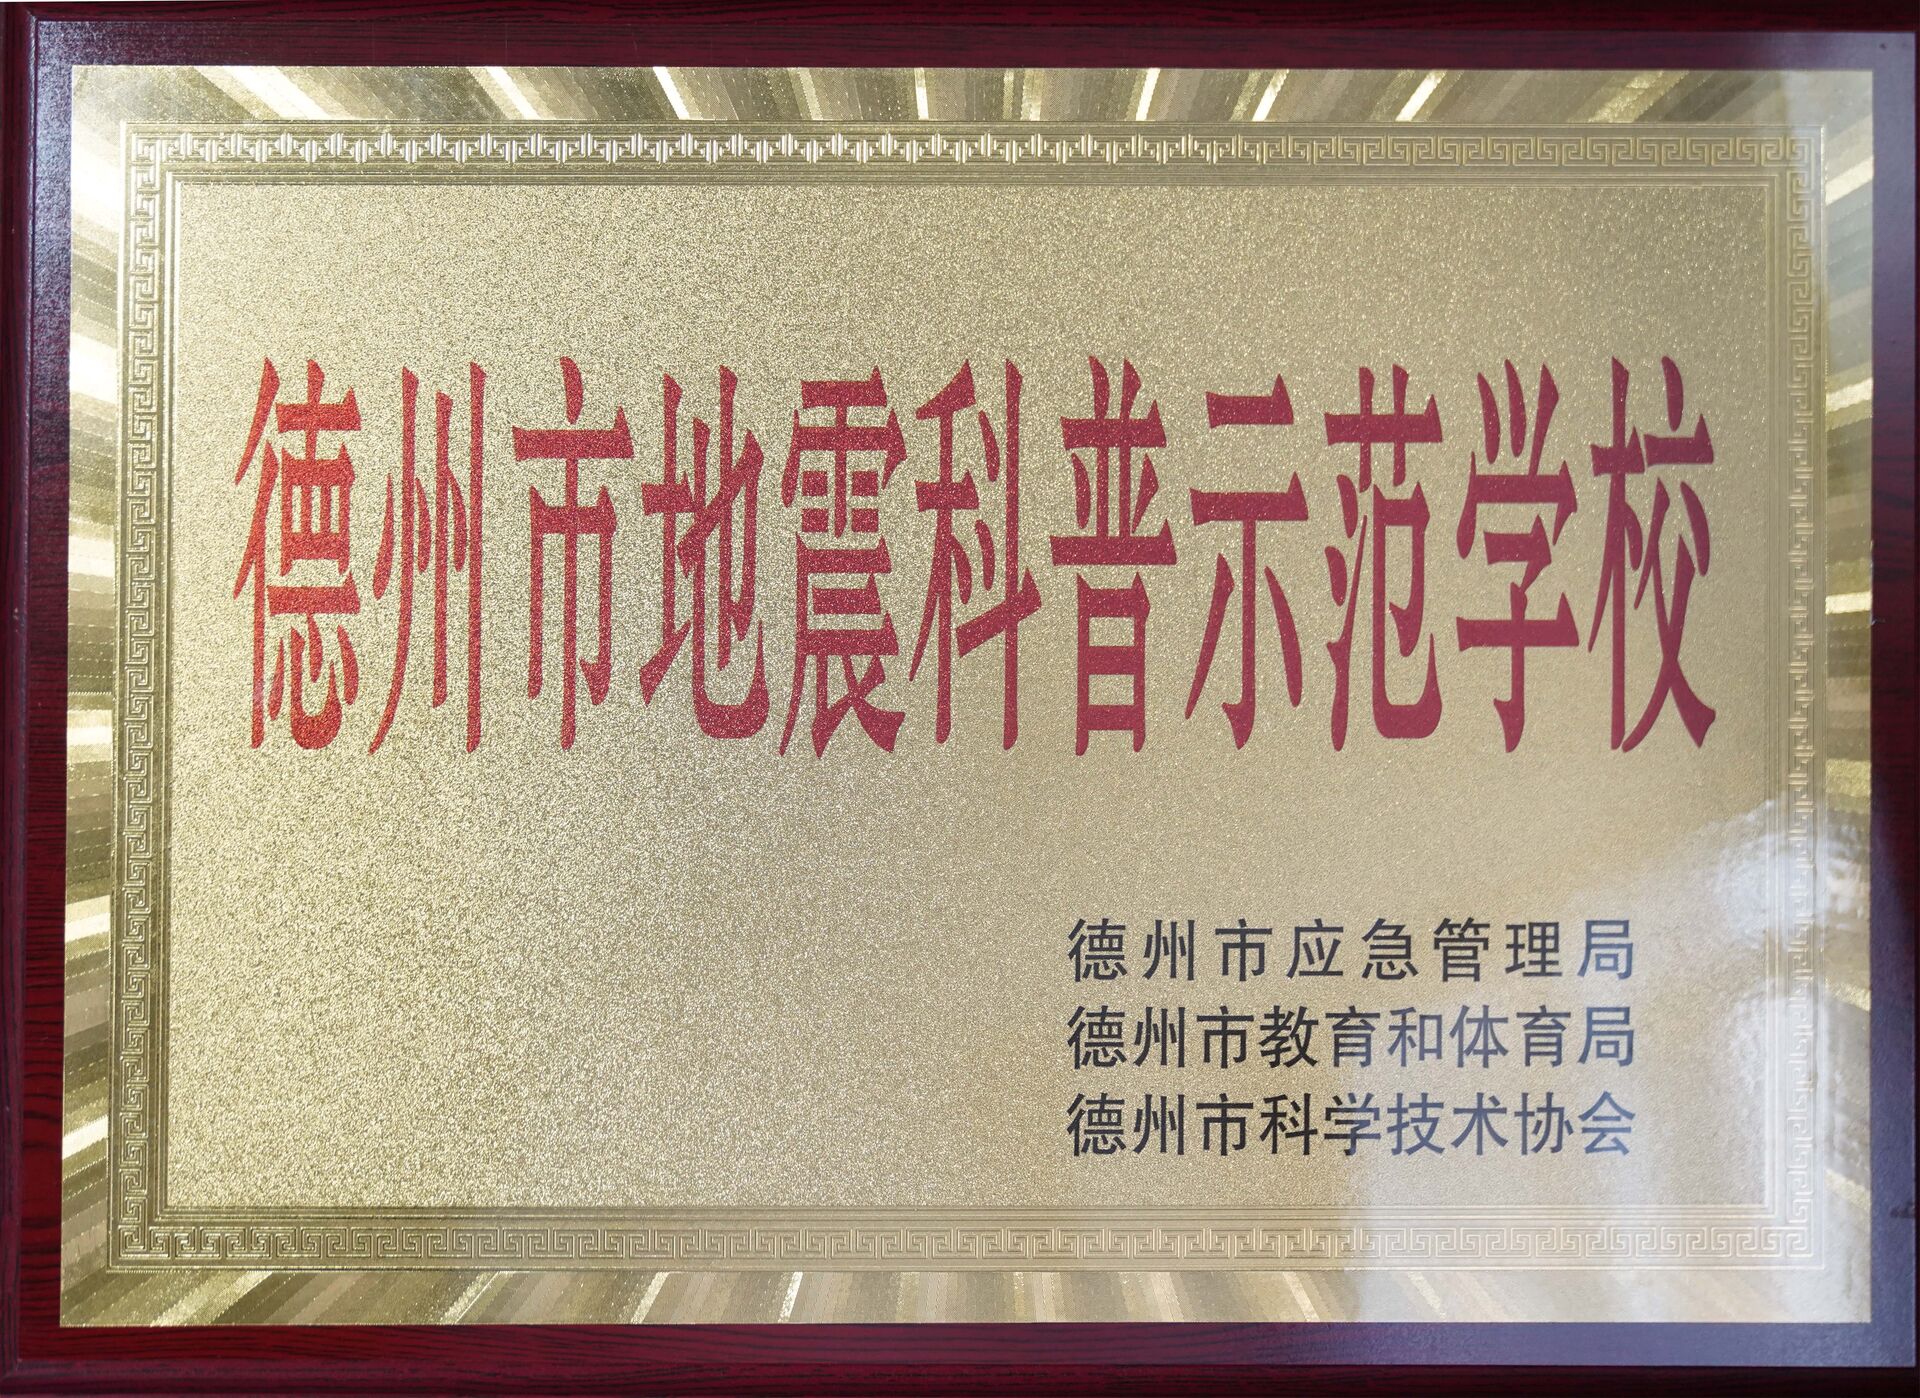 德州市地震科普示范学校
德州市应急管理局
德州市教育和体育局
德州市科学技术协会